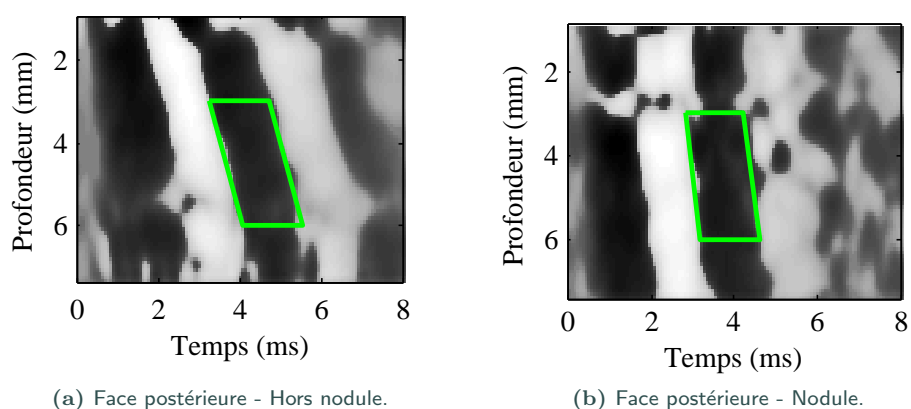 Profondeur (mm)
2
4
6
0 2 4 6 8
Temps (ms)
(a) Face postérieure - Hors nodule.
Profondeur (mm)
2
4
6
0 2 4 6 8
Temps (ms)
(b) Face postérieure - Nodule.